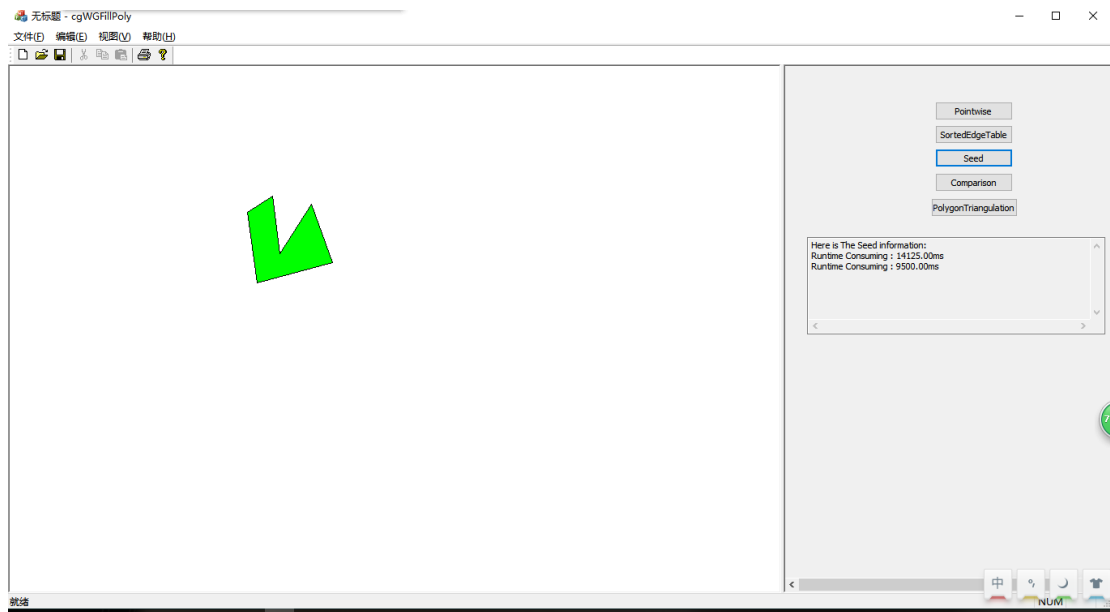 无标题 - cgWGFillPoly
文件(F) 编辑(E) 视图(V) 帮助(H)
Pointwise
SortedEdgeTable
Seed
Comparison
PolygonTriangulation
Here is The Seed information:
Runtime Consuming : 14125.00ms
Runtime Consuming : 9500.00ms
中
就绪
NUM